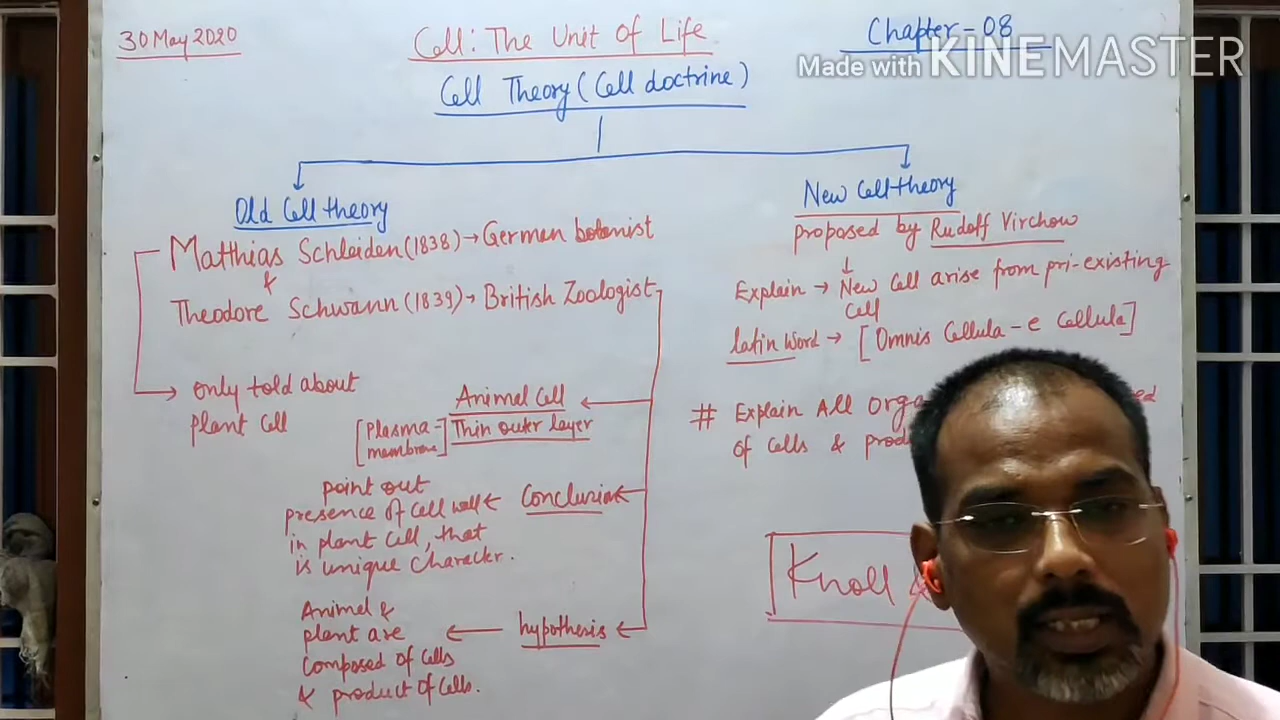 30 May 2020
Cell: The Unit of Life
Chapter-08
Made with KINEMASTER
Cell Theory (Cell doctrine)
Old Cell theory
Matthias Schleiden (1838) → German botanist
&
Theodore Schwann (1839) → British Zoologist
only told about
plant cell
Animal Cell
[Plasma-membrane] Thin outer layer
Conclusion
point out
presence of cell wall
in plant cell, that
is unique character.
hypothesis
Animal &
plant are
composed of cells
& product of cells.
New Cell theory
proposed by Rudolf Virchow
Explain → New Cell arise from pri-existing
Cell
latin word → [Omnis Cellula-e cellula]
# Explain All
of cells &
Knoll